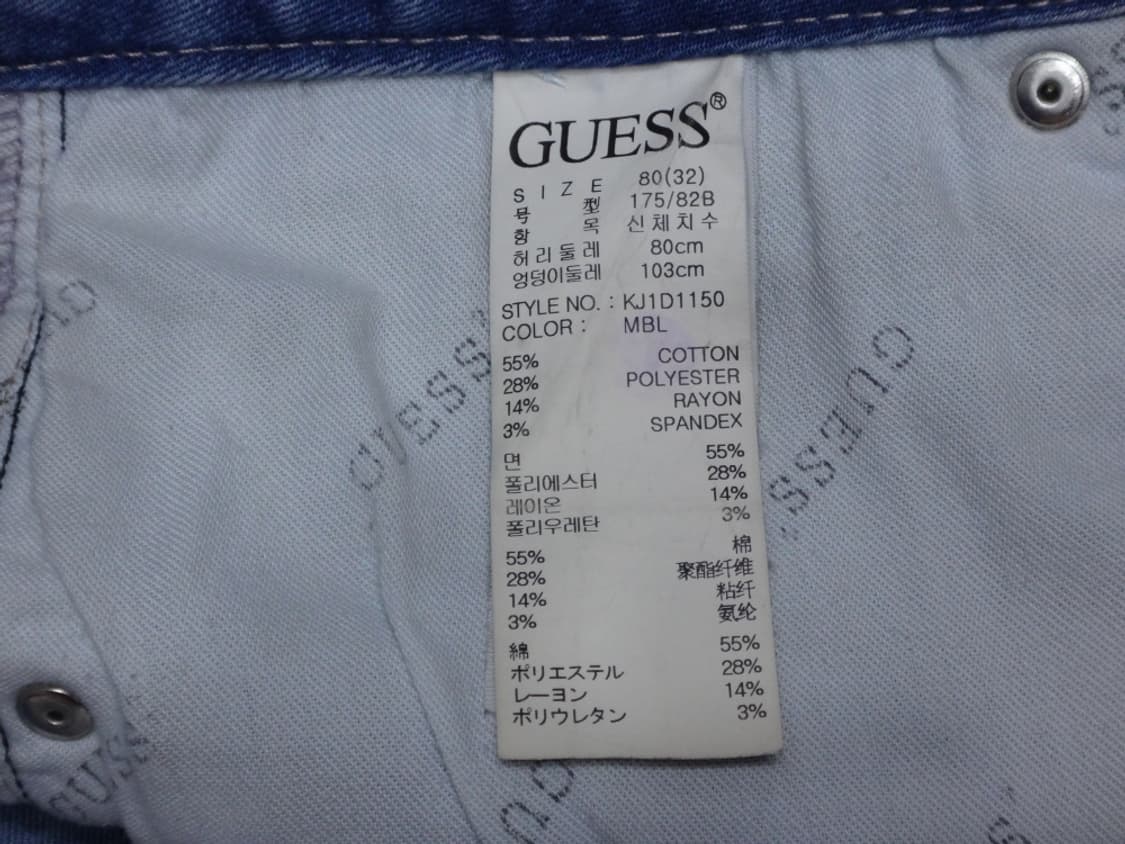 GUESS®
SIZE 80(32)
号 型 175/82B
항 목 신체치수
허리둘레 80cm
엉덩이둘레 103cm
STYLE NO. : KJ1D1150
COLOR : MBL
55% COTTON
28% POLYESTER
14% RAYON
3% SPANDEX
면 55%
폴리에스터 28%
레이온 14%
폴리우레탄 3%
55% 棉
28% 聚酯纤维
14% 粘纤
3% 氨纶
綿 55%
ポリエステル 28%
レーヨン 14%
ポリウレタン 3%
GUESS